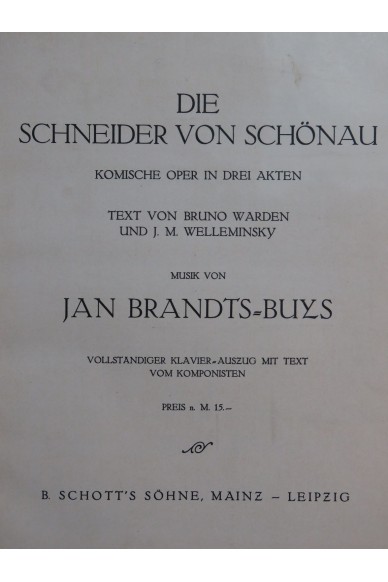 DIE
SCHNEIDER VON SCHÖNAU
KOMISCHE OPER IN DREI AKTEN
TEXT VON BRUNO WARDEN
UND J. M. WELLEMINSKY
MUSIK VON
JAN BRANDTS=BUYS
VOLLSTÄNDIGER KLAVIER=AUSZUG MIT TEXT
VOM KOMPONISTEN
PREIS n. M. 15.—
B. SCHOTT'S SÖHNE, MAINZ — LEIPZIG